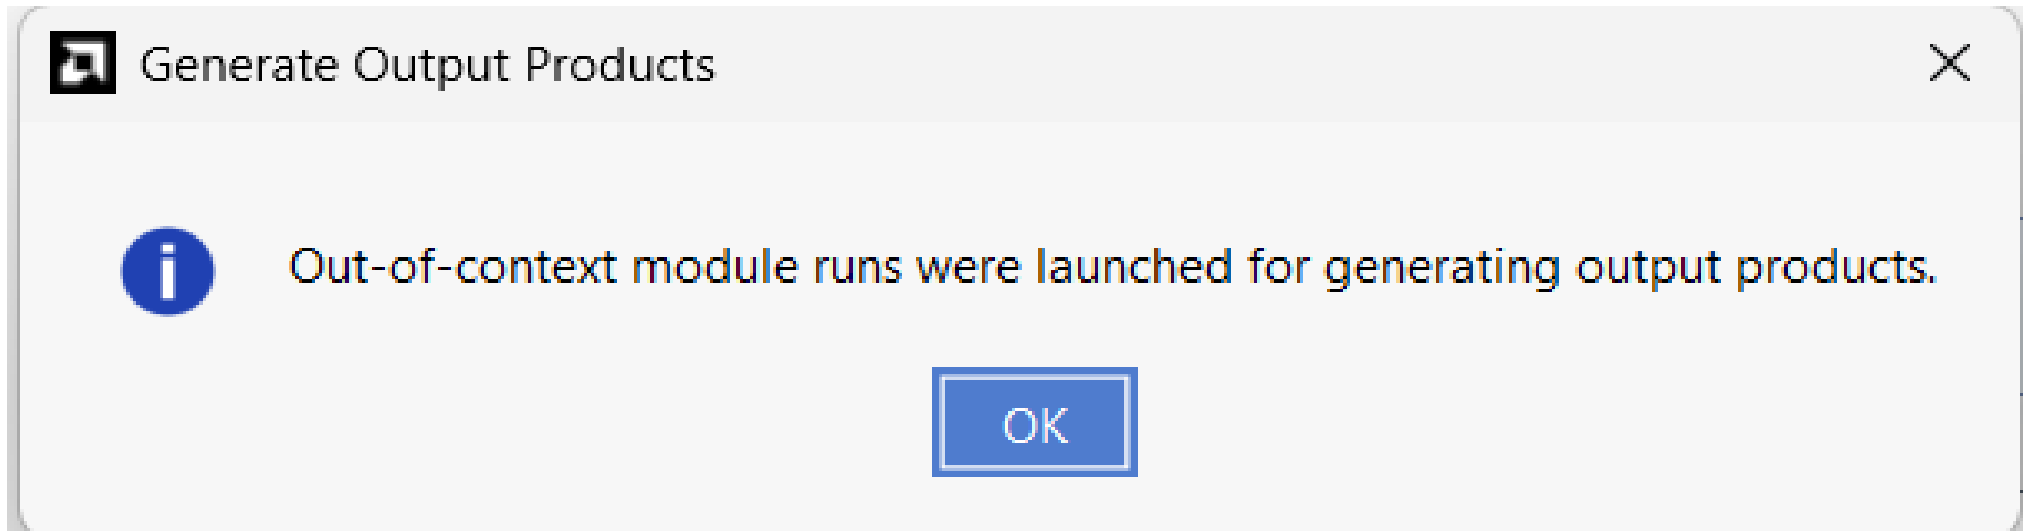 Generate Output Products
Out-of-context module runs were launched for generating output products.
OK